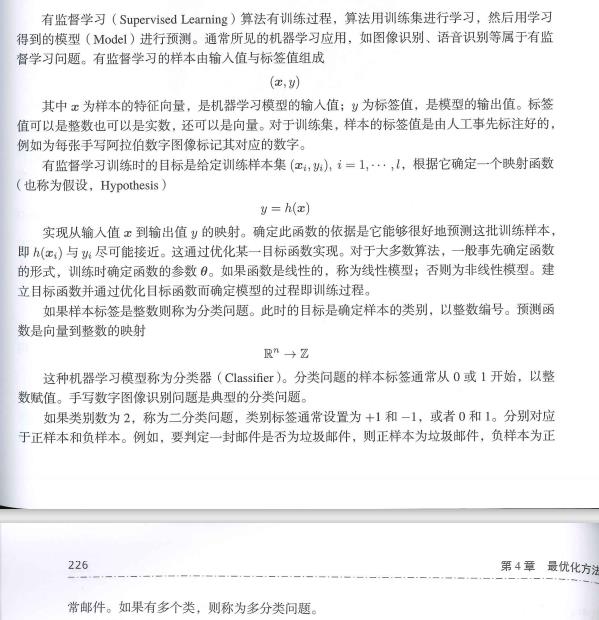 有监督学习（Supervised Learning）算法有训练过程，算法用训练集进行学习，然后用学习
得到的模型（Model）进行预测。通常所见的机器学习应用，如图像识别、语音识别等属于有监
督学习问题。有监督学习的样本由输入值与标签值组成
(x, y)
其中 x 为样本的特征向量，是机器学习模型的输入值；y 为标签值，是模型的输出值。标签
值可以是整数也可以是实数，还可以是向量。对于训练集，样本的标签值是由人工事先标注好的，
例如为每张手写阿拉伯数字图像标记其对应的数字。
有监督学习训练时的目标是给定训练样本集 (xᵢ, yᵢ), i = 1, ⋯ , l，根据它确定一个映射函数
（也称为假设，Hypothesis）
y = h(x)
实现从输入值 x 到输出值 y 的映射。确定此函数的依据是它能够很好地预测这批训练样本，
即 h(xᵢ) 与 yᵢ 尽可能接近。这通过优化某一目标函数实现。对于大多数算法，一般事先确定函数
的形式，训练时确定函数的参数 θ。如果函数是线性的，称为线性模型；否则为非线性模型。建
立目标函数并通过优化目标函数而确定模型的过程即训练过程。
如果样本标签是整数则称为分类问题。此时的目标是确定样本的类别，以整数编号。预测函
数是向量到整数的映射
ℝⁿ → ℤ
这种机器学习模型称为分类器（Classifier）。分类问题的样本标签通常从 0 或 1 开始，以整
数赋值。手写数字图像识别问题是典型的分类问题。
如果类别数为 2，称为二分类问题，类别标签通常设置为 +1 和 −1，或者 0 和 1。分别对应
于正样本和负样本。例如，要判定一封邮件是否为垃圾邮件，则正样本为垃圾邮件，负样本为正
226 第 4 章 最优化方法
常邮件。如果有多个类，则称为多分类问题。